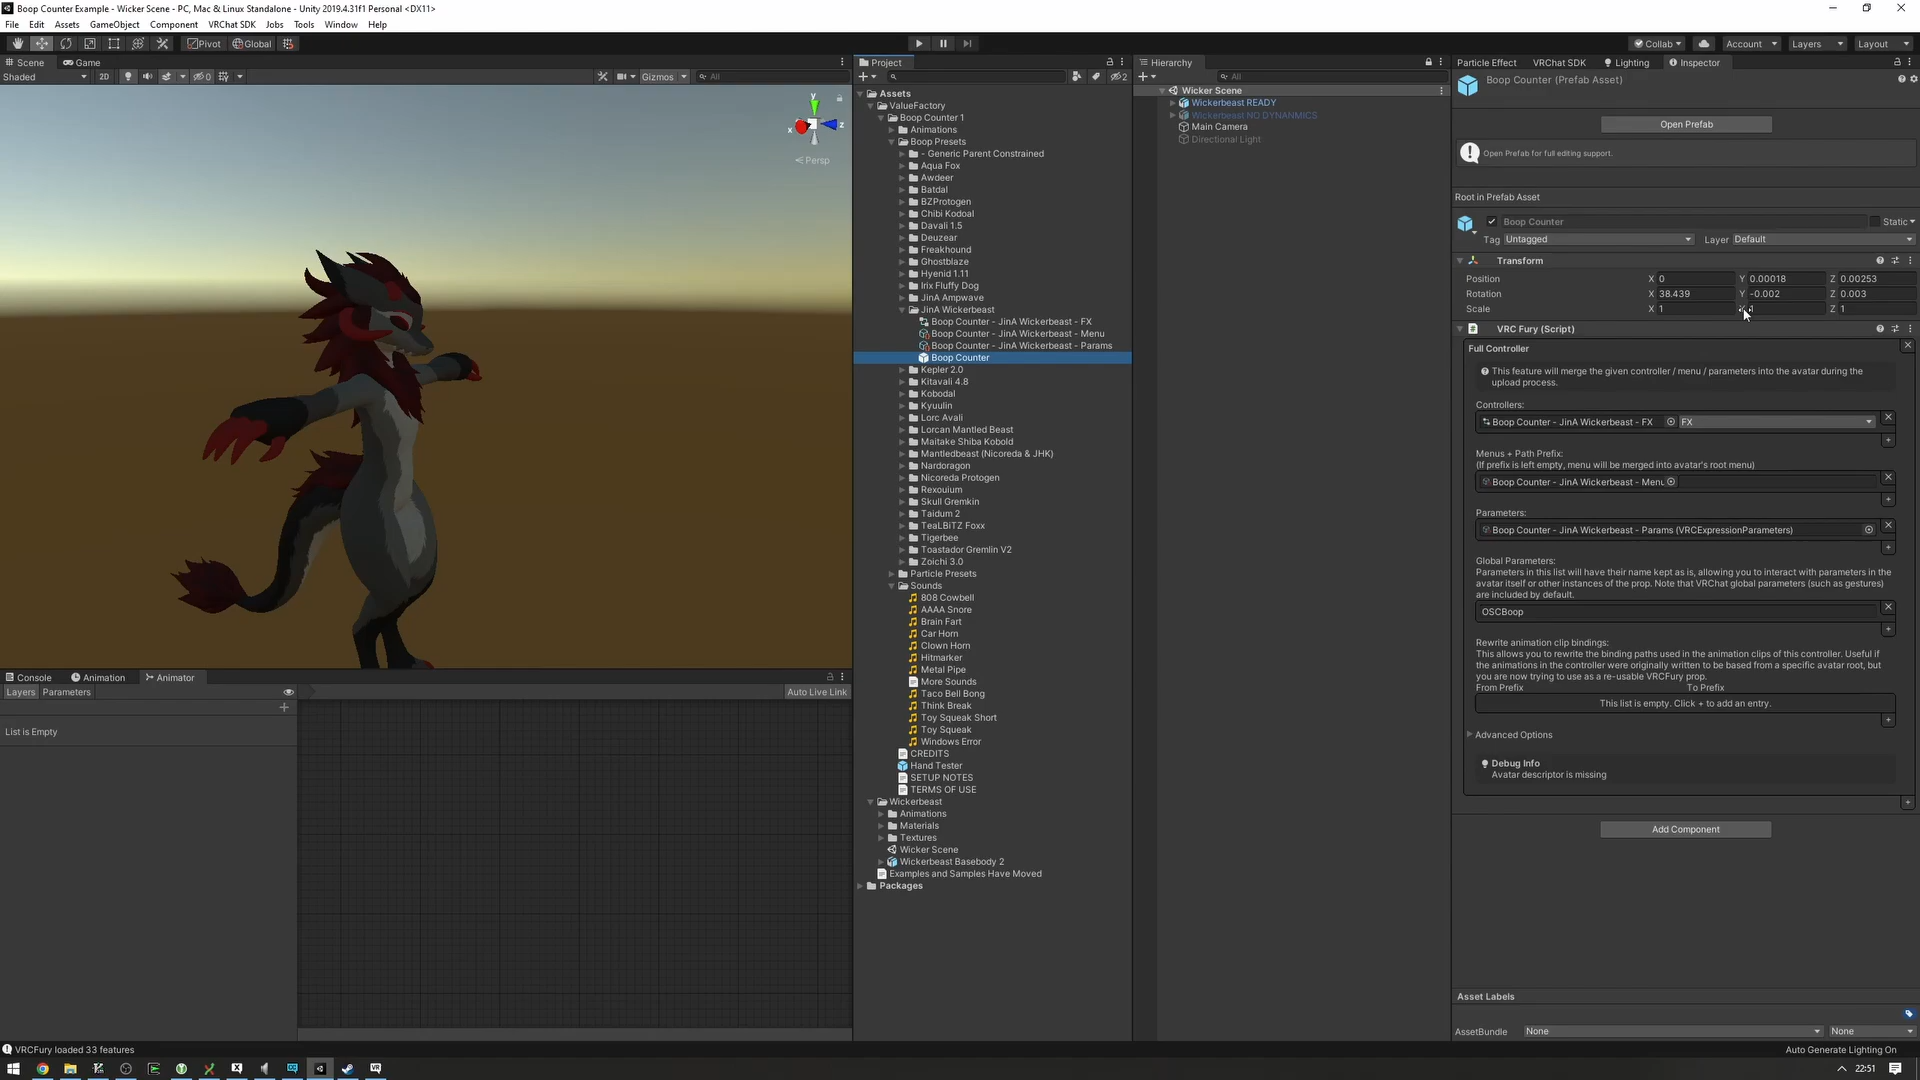 Boop Counter Example - Wicker Scene - PC, Mac & Linux Standalone - Unity 2019.4.31f1 Personal <DX11>
File Edit Assets GameObject Component VRChat SDK Jobs Tools Window Help
Pivot Global Collab Account Layers Layout
Scene Game
Shaded 2D 0 Gizmos All
y
x z
Persp
Project
2
Assets
ValueFactory
Boop Counter 1
Animations
Boop Presets
- Generic Parent Constrained
Aqua Fox
Awdeer
Batdal
BZProtogen
Chibi Kodoal
Davali 1.5
Deuzear
Freakhound
Ghostblaze
Hyenid 1.11
Irix Fluffy Dog
JinA Ampwave
JinA Wickerbeast
Boop Counter - JinA Wickerbeast - FX
Boop Counter - JinA Wickerbeast - Menu
Boop Counter - JinA Wickerbeast - Params
Boop Counter
Kepler 2.0
Kitavali 4.8
Kobodal
Kyuulin
Lorc Avali
Lorcan Mantled Beast
Maitake Shiba Kobold
Mantledbeast (Nicoreda & JHK)
Nardoragon
Nicoreda Protogen
Rexouium
Skull Gremkin
Taidum 2
TeaLBiTZ Foxx
Tigerbee
Toastador Gremlin V2
Zoichi 3.0
Particle Presets
Sounds
808 Cowbell
AAAA Snore
Brain Fart
Car Horn
Clown Horn
Hitmarker
Metal Pipe
More Sounds
Taco Bell Bong
Think Break
Toy Squeak Short
Toy Squeak
Windows Error
CREDITS
Hand Tester
SETUP NOTES
TERMS OF USE
Wickerbeast
Animations
Materials
Textures
Wicker Scene
Wickerbeast Basebody 2
Examples and Samples Have Moved
Packages
Hierarchy
All
Wicker Scene
Wickerbeast READY
Wickerbeast NO DYNANMICS
Main Camera
Directional Light
Particle Effect VRChat SDK Lighting Inspector
Boop Counter (Prefab Asset)
Open Prefab
Open Prefab for full editing support.
Root in Prefab Asset
Boop Counter Static
Tag Untagged Layer Default
Transform
Position X 0 Y 0.00018 Z 0.00253
Rotation X 38.439 Y -0.002 Z 0.003
Scale X 1 Y 1 Z 1
VRC Fury (Script)
Full Controller
This feature will merge the given controller / menu / parameters into the avatar during the
upload process.
Controllers:
Boop Counter - JinA Wickerbeast - FX FX
Menus + Path Prefix:
(If prefix is left empty, menu will be merged into avatar's root menu)
Boop Counter - JinA Wickerbeast - Menu
Parameters:
Boop Counter - JinA Wickerbeast - Params (VRCExpressionParameters)
Global Parameters:
Parameters in this list will have their name kept as is, allowing you to interact with parameters in the
avatar itself or other instances of the prop. Note that VRChat global parameters (such as gestures)
are included by default.
OSCBoop
Rewrite animation clip bindings:
This allows you to rewrite the binding paths used in the animation clips of this controller. Useful if
the animations in the controller were originally written to be based from a specific avatar root, but
you are now trying to use as a re-usable VRCFury prop.
From Prefix To Prefix
This list is empty. Click + to add an entry.
Advanced Options
Debug Info
Avatar descriptor is missing
Add Component
Asset Labels
AssetBundle None None
Console Animation Animator
Layers Parameters Auto Live Link
List is Empty
VRCFury loaded 33 features
Auto Generate Lighting On
22:51